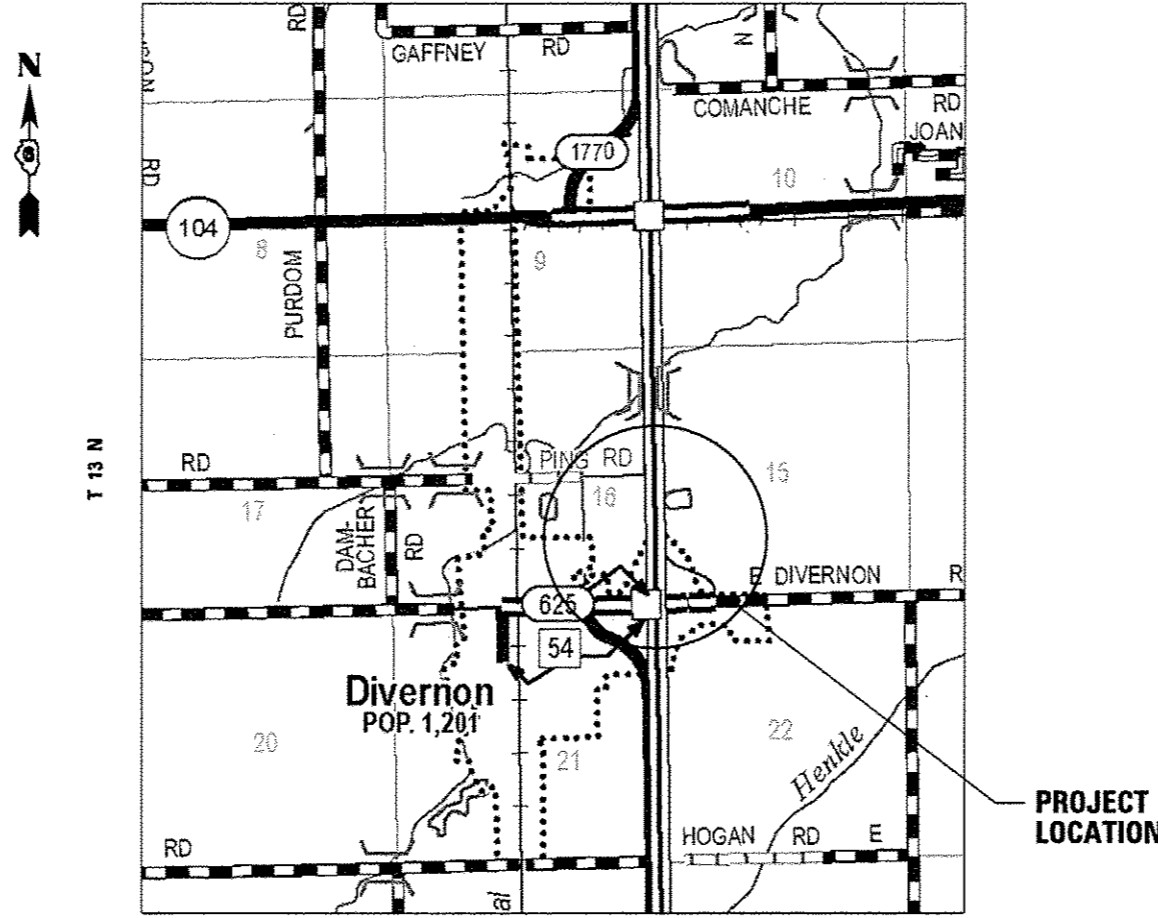 N
T 13 N
RD
GAFFNEY RD
N
COMANCHE RD
JOAN
RD
1770
10
104
8
9
PURDOM
RD
PING RD
15
16
17
DAM-
BACHER
RD
E DIVERNON R
625
54
Divernon
POP. 1,201
20
21
22
Henkle
PROJECT
LOCATION
HOGAN RD E
RD
al